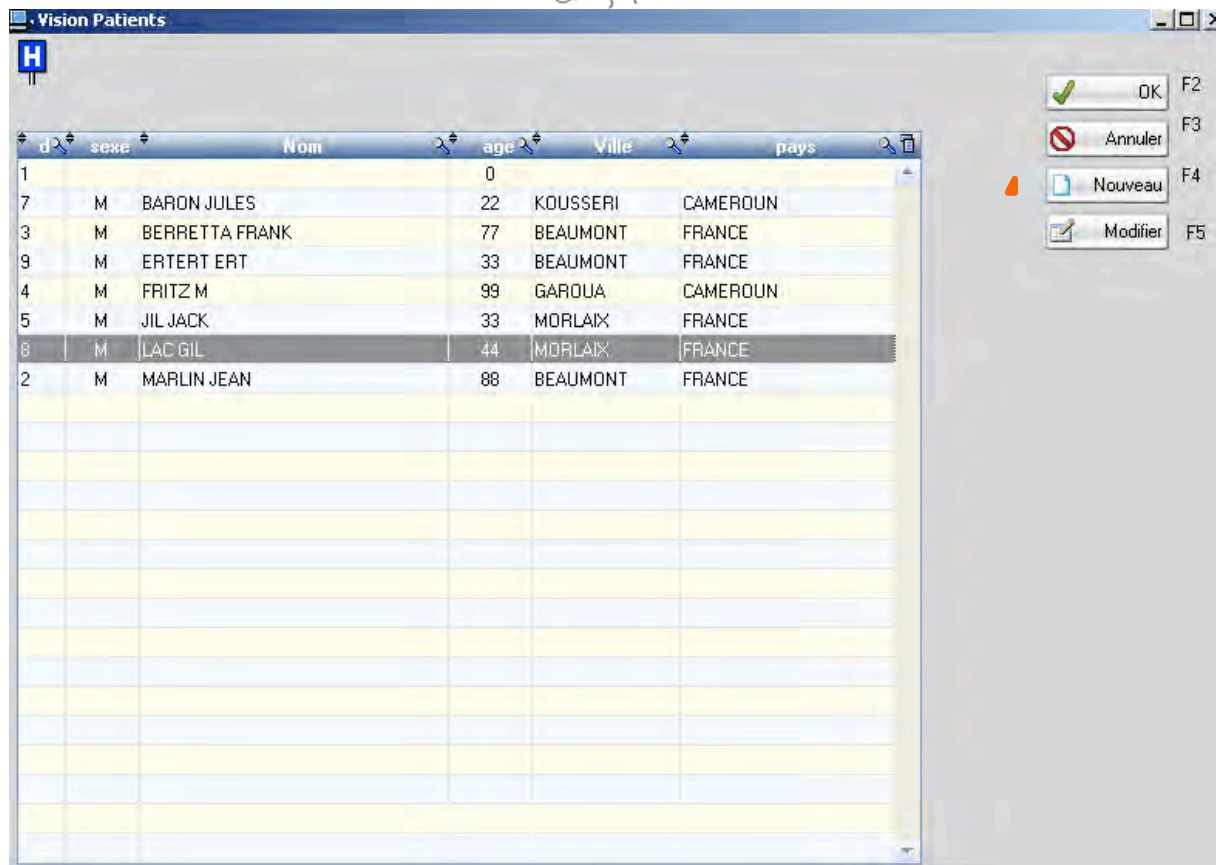 Vision Patients
H
OK F2
Annuler F3
Nouveau F4
Modifier F5
d sexe Nom age Ville pays
1 0
7 M BARON JULES 22 KOUSSERI CAMEROUN
3 M BERRETTA FRANK 77 BEAUMONT FRANCE
9 M ERTERT ERT 33 BEAUMONT FRANCE
4 M FRITZ M 99 GAROUA CAMEROUN
5 M JIL JACK 33 MORLAIX FRANCE
8 M LAC GIL 44 MORLAIX FRANCE
2 M MARLIN JEAN 88 BEAUMONT FRANCE